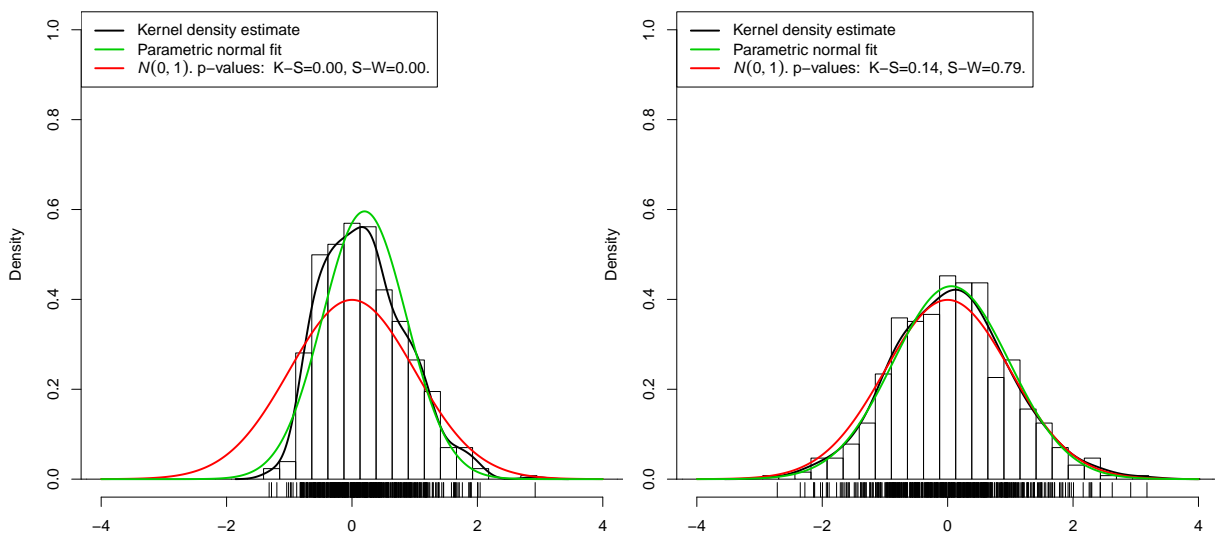 Kernel density estimate
Parametric normal fit
N(0, 1). p−values: K−S=0.00, S−W=0.00.
Density
0.0 0.2 0.4 0.6 0.8 1.0
−4 −2 0 2 4
Kernel density estimate
Parametric normal fit
N(0, 1). p−values: K−S=0.14, S−W=0.79.
Density
0.0 0.2 0.4 0.6 0.8 1.0
−4 −2 0 2 4